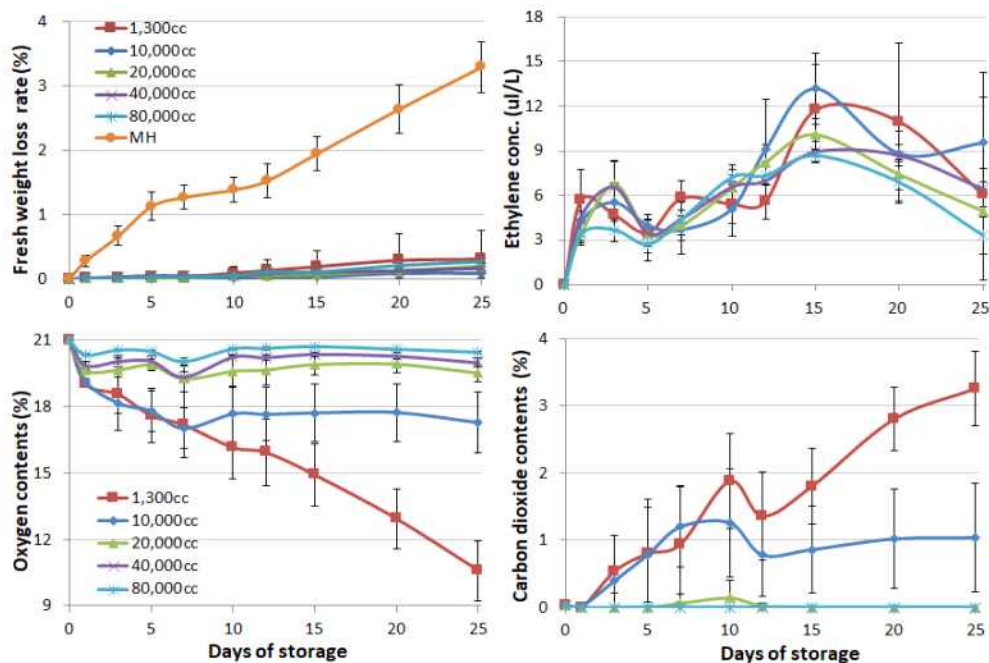 Fresh weight loss rate (%)
4
3
2
1
0
1,300cc
10,000cc
20,000cc
40,000cc
80,000cc
MH
0 5 10 15 20 25
Ethylene conc. (ul/L)
18
15
12
9
6
3
0
0 5 10 15 20 25
Oxygen contents (%)
21
18
15
12
9
1,300cc
10,000cc
20,000cc
40,000cc
80,000cc
0 5 10 15 20 25
Days of storage
Carbon dioxide contents (%)
4
3
2
1
0
0 5 10 15 20 25
Days of storage